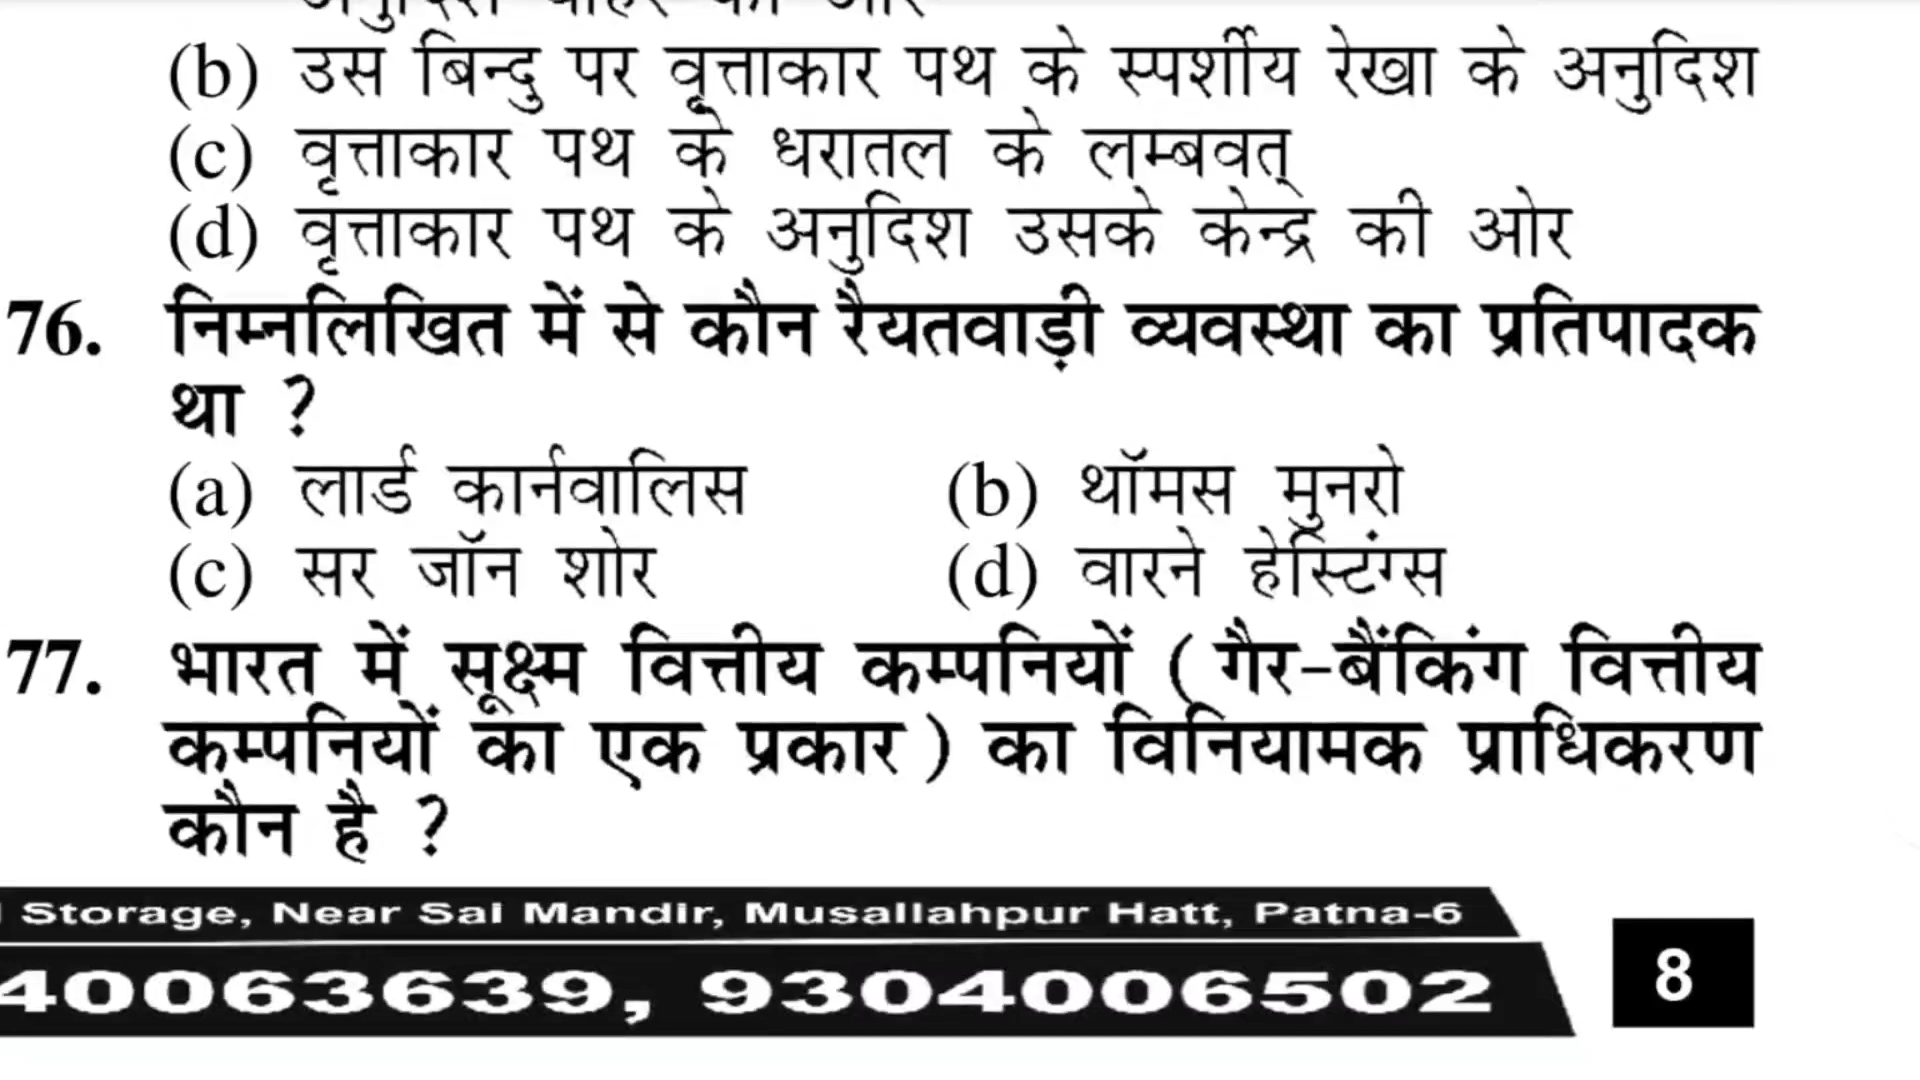 (b) उस बिन्दु पर वृत्ताकार पथ के स्पर्शीय रेखा के अनुदिश
(c) वृत्ताकार पथ के धरातल के लम्बवत्
(d) वृत्ताकार पथ के अनुदिश उसके केन्द्र की ओर
76. निम्नलिखित में से कौन रैयतवाड़ी व्यवस्था का प्रतिपादक
था ?
(a) लार्ड कार्नवालिस (b) थॉमस मुनरो
(c) सर जॉन शोर (d) वारने हेस्टिंग्स
77. भारत में सूक्ष्म वित्तीय कम्पनियों (गैर-बैंकिंग वित्तीय
कम्पनियों का एक प्रकार) का विनियामक प्राधिकरण
कौन है ?
Storage, Near Sai Mandir, Musallahpur Hatt, Patna-6
40063639, 9304006502
8